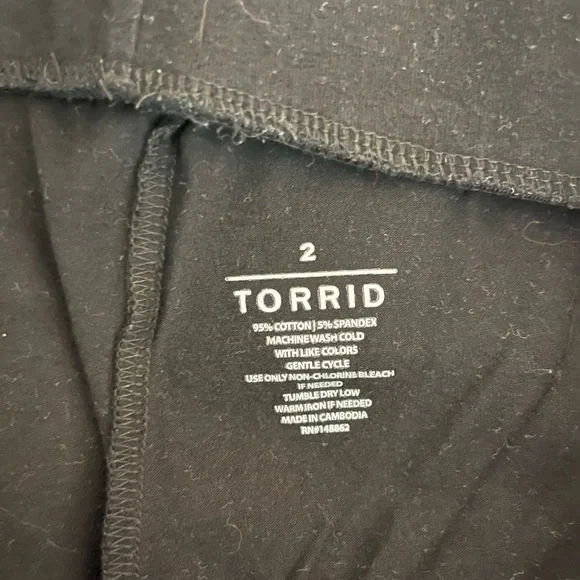 2
TORRID
95% COTTON | 5% SPANDEX
MACHINE WASH COLD
WITH LIKE COLORS
GENTLE CYCLE
USE ONLY NON-CHLORINE BLEACH
IF NEEDED
TUMBLE DRY LOW
WARM IRON IF NEEDED
MADE IN CAMBODIA
RN#148862